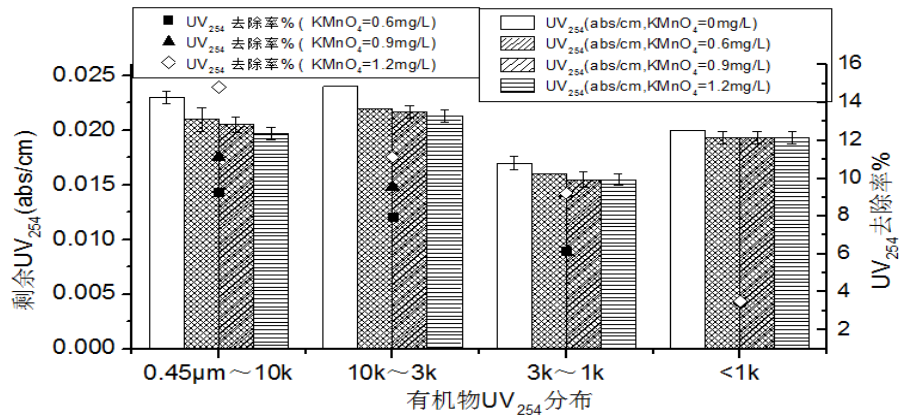 UV254 去除率%( KMnO4=0.6mg/L)
UV254 去除率%( KMnO4=0.9mg/L)
UV254 去除率%( KMnO4=1.2mg/L)
UV254(abs/cm,KMnO4=0mg/L)
UV254(abs/cm,KMnO4=0.6mg/L)
UV254(abs/cm,KMnO4=0.9mg/L)
UV254(abs/cm,KMnO4=1.2mg/L)
剩余UV254(abs/cm)
0.025
0.020
0.015
0.010
0.005
0.000
16
14
12
10
8
6
4
2
UV254去除率%
0.45μm～10k
10k～3k
3k～1k
<1k
有机物UV254分布